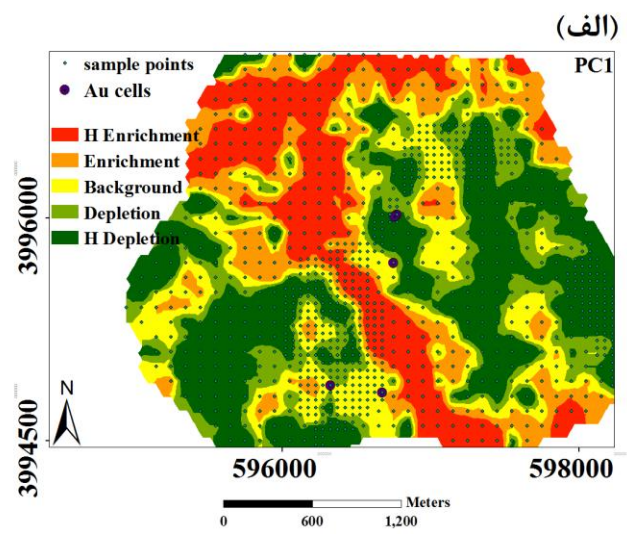 (الف)
PC1
sample points
Au cells
H Enrichment
Enrichment
Background
Depletion
H Depletion
3996000
3994500
N
596000
598000
Meters
0
600
1,200